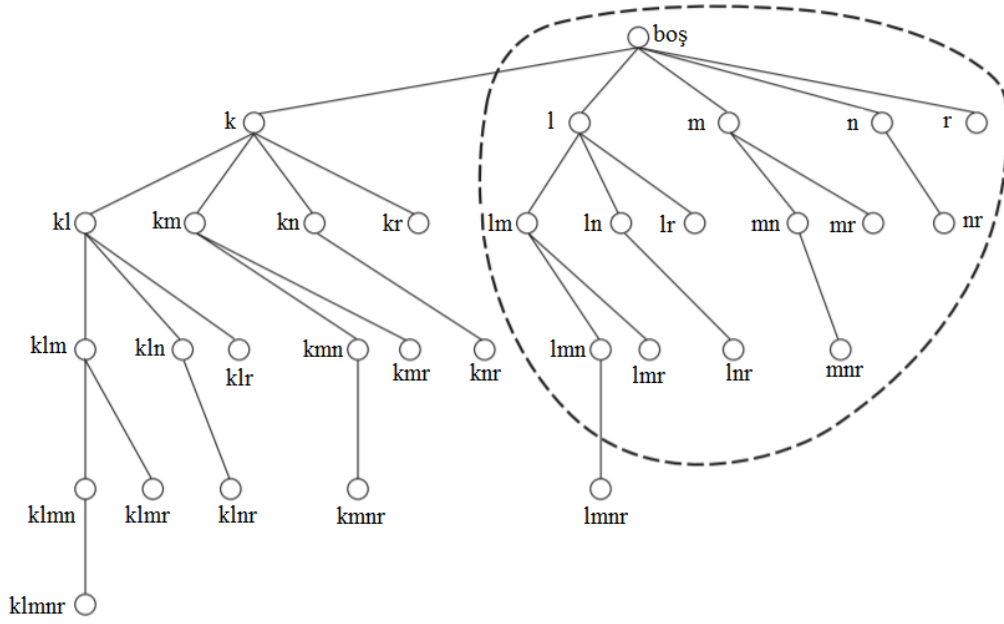 boş
k l m n r
kl km kn kr lm ln lr mn mr nr
klm kln klr kmn kmr knr lmn lmr lnr mnr
klmn klmr klnr kmnr lmnr
klmnr